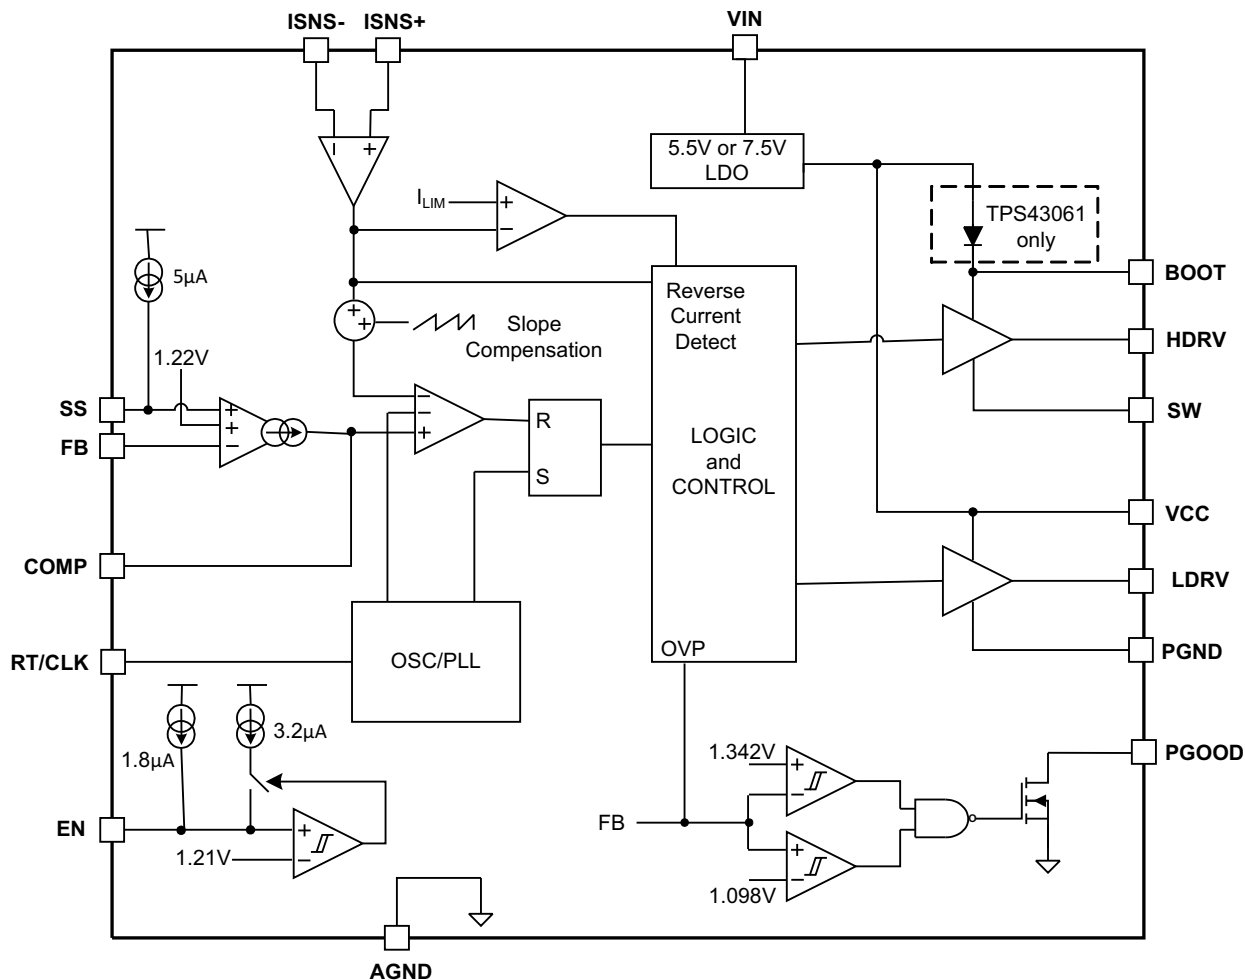 ISNS- ISNS+ VIN
5.5V or 7.5V
LDO
TPS43061
only
I_LIM
5µA
BOOT
Reverse
Current
Detect
Slope
Compensation
HDRV
1.22V
SS
SW
FB
R
S
LOGIC
and
CONTROL
VCC
COMP
LDRV
OVP
RT/CLK
OSC/PLL
PGND
3.2µA
1.8µA
1.342V
PGOOD
EN
FB
1.21V
1.098V
AGND